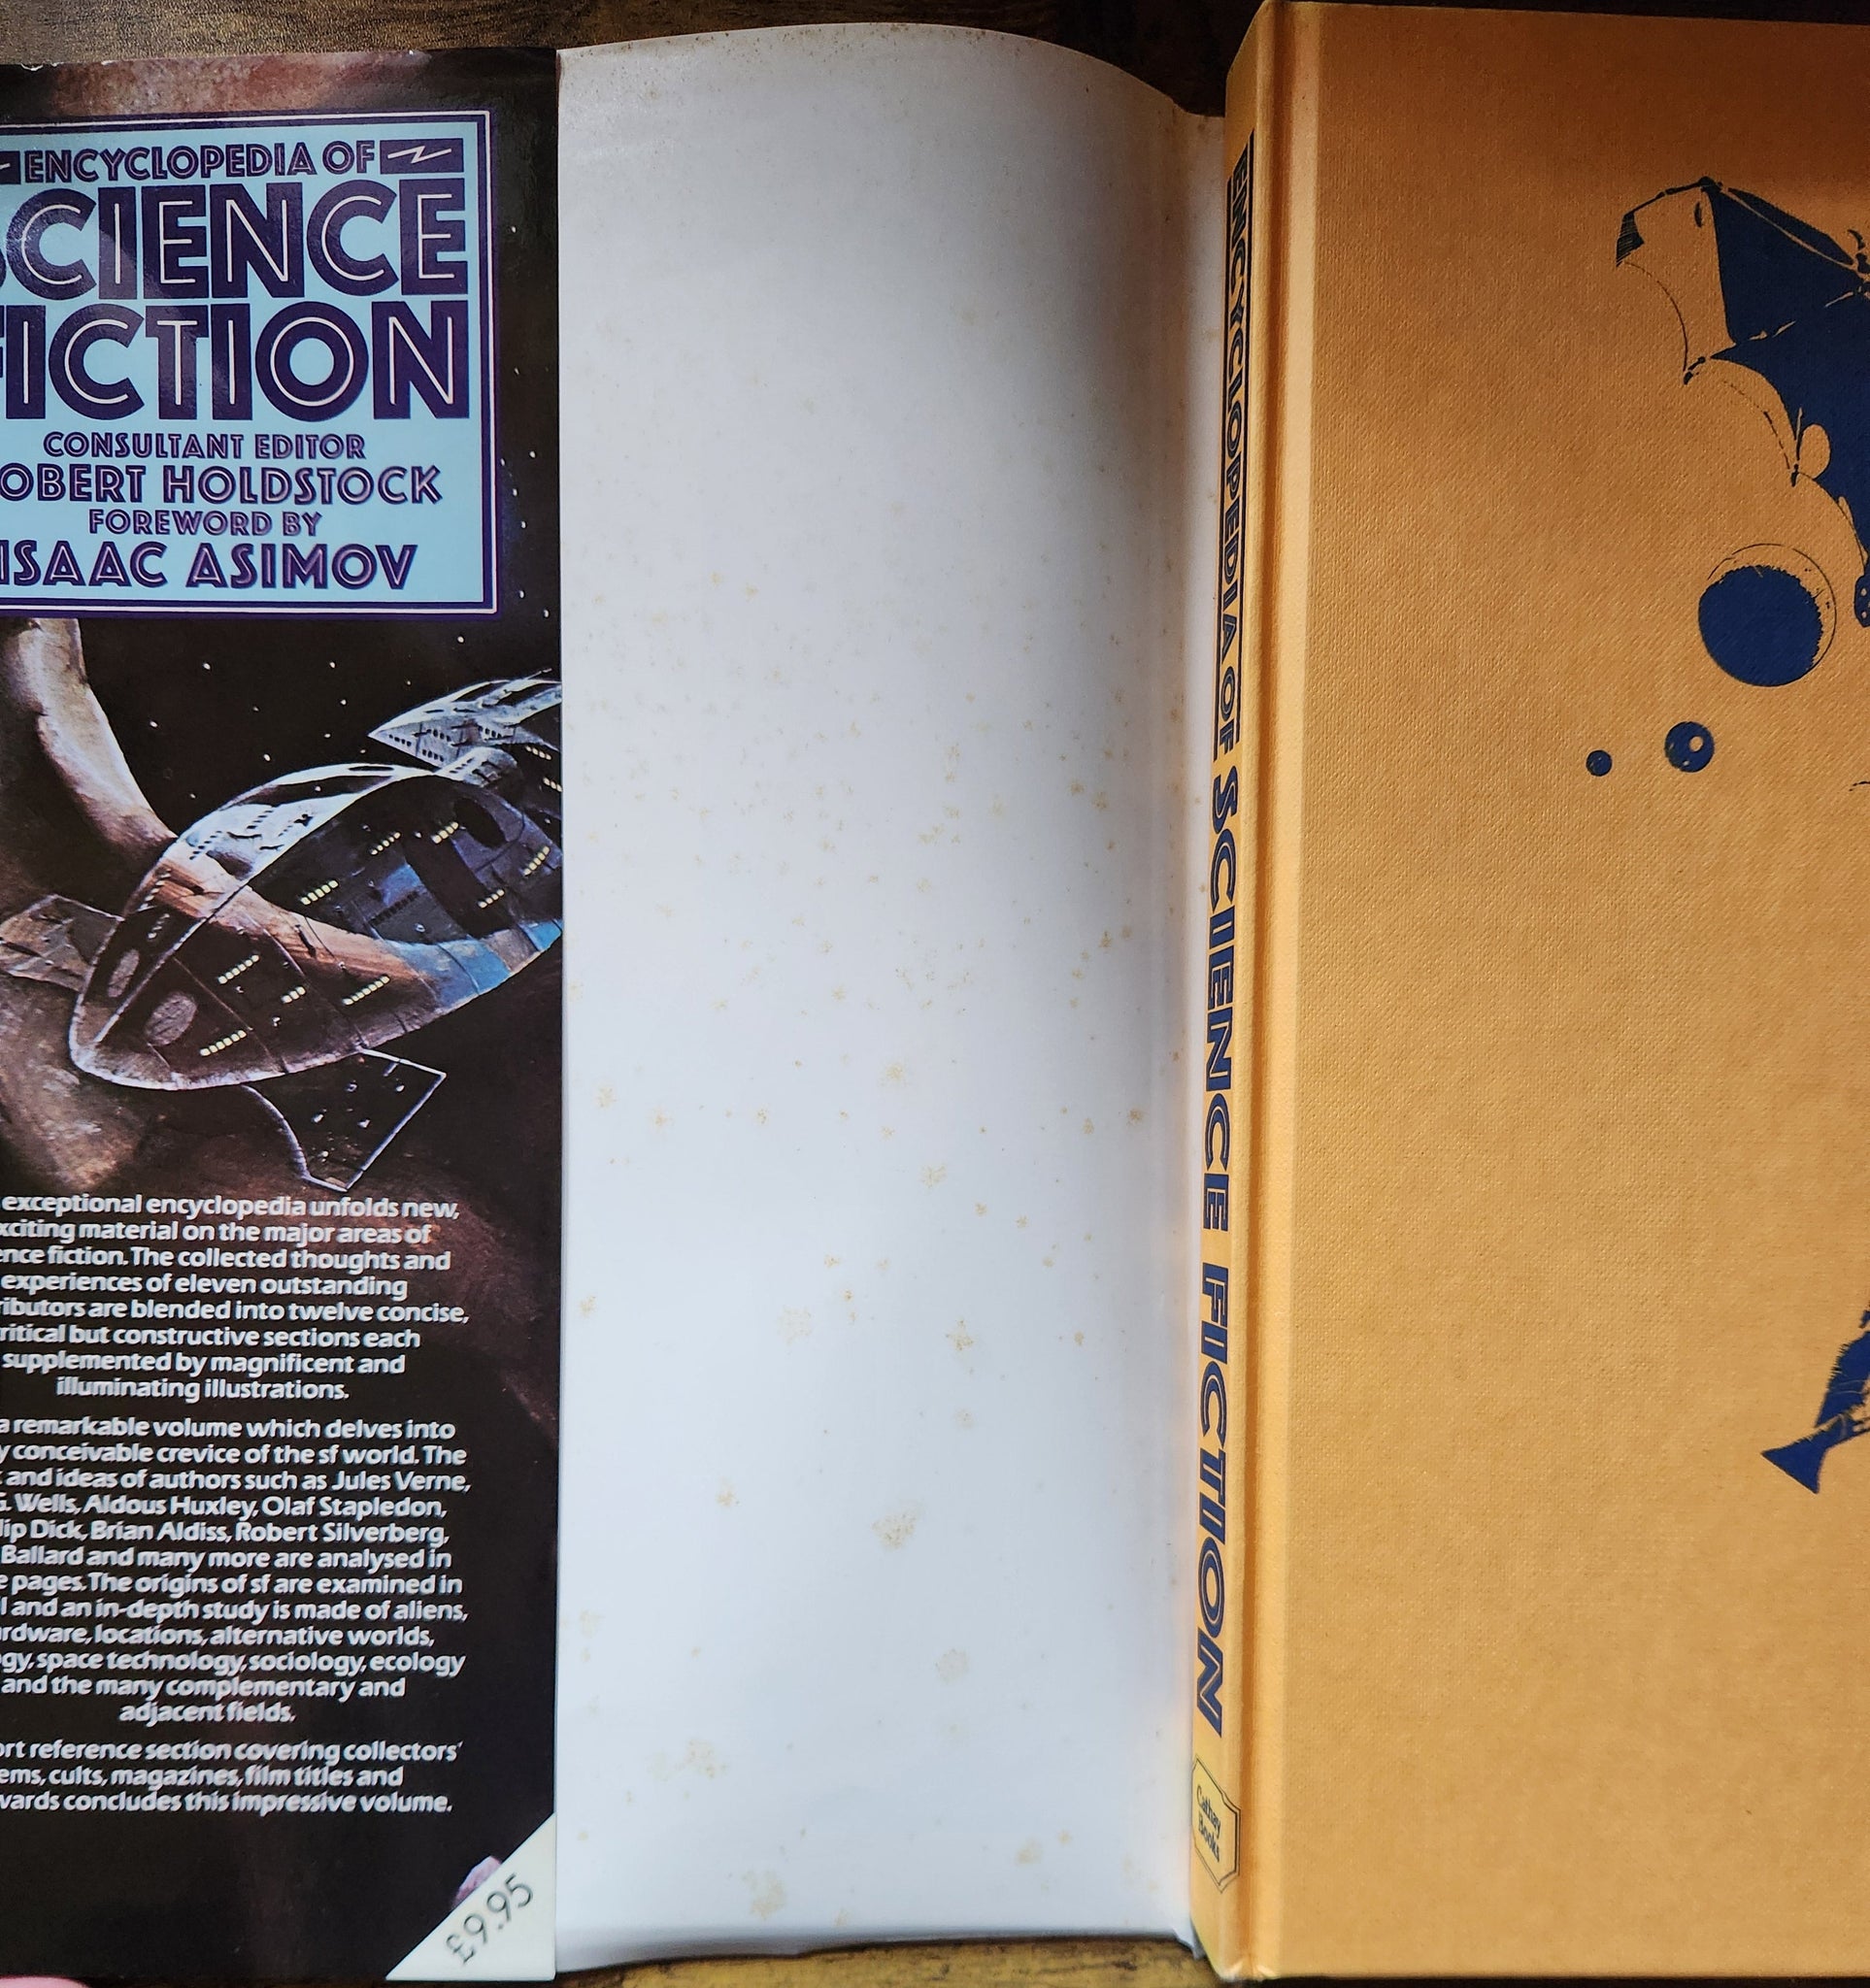 ENCYCLOPEDIA OF
SCIENCE
FICTION
CONSULTANT EDITOR
OBERT HOLDSTOCK
FOREWORD BY
ISAAC ASIMOV
exceptional encyclopedia unfolds new,
xciting material on the major areas of
ence fiction. The collected thoughts and
experiences of eleven outstanding
ributors are blended into twelve concise,
ritical but constructive sections each
supplemented by magnificent and
illuminating illustrations.
a remarkable volume which delves into
y conceivable crevice of the sf world. The
and ideas of authors such as Jules Verne,
G. Wells, Aldous Huxley, Olaf Stapledon,
lip Dick, Brian Aldiss, Robert Silverberg,
Ballard and many more are analysed in
e pages. The origins of sf are examined in
l and an in-depth study is made of aliens,
rdware, locations, alternative worlds,
gy, space technology, sociology, ecology
and the many complementary and
adjacent fields.
ort reference section covering collectors'
ems, cults, magazines, film titles and
wards concludes this impressive volume.
£9.95
ENCYCLOPEDIA OF SCIENCE FICTION
Cathay
Books